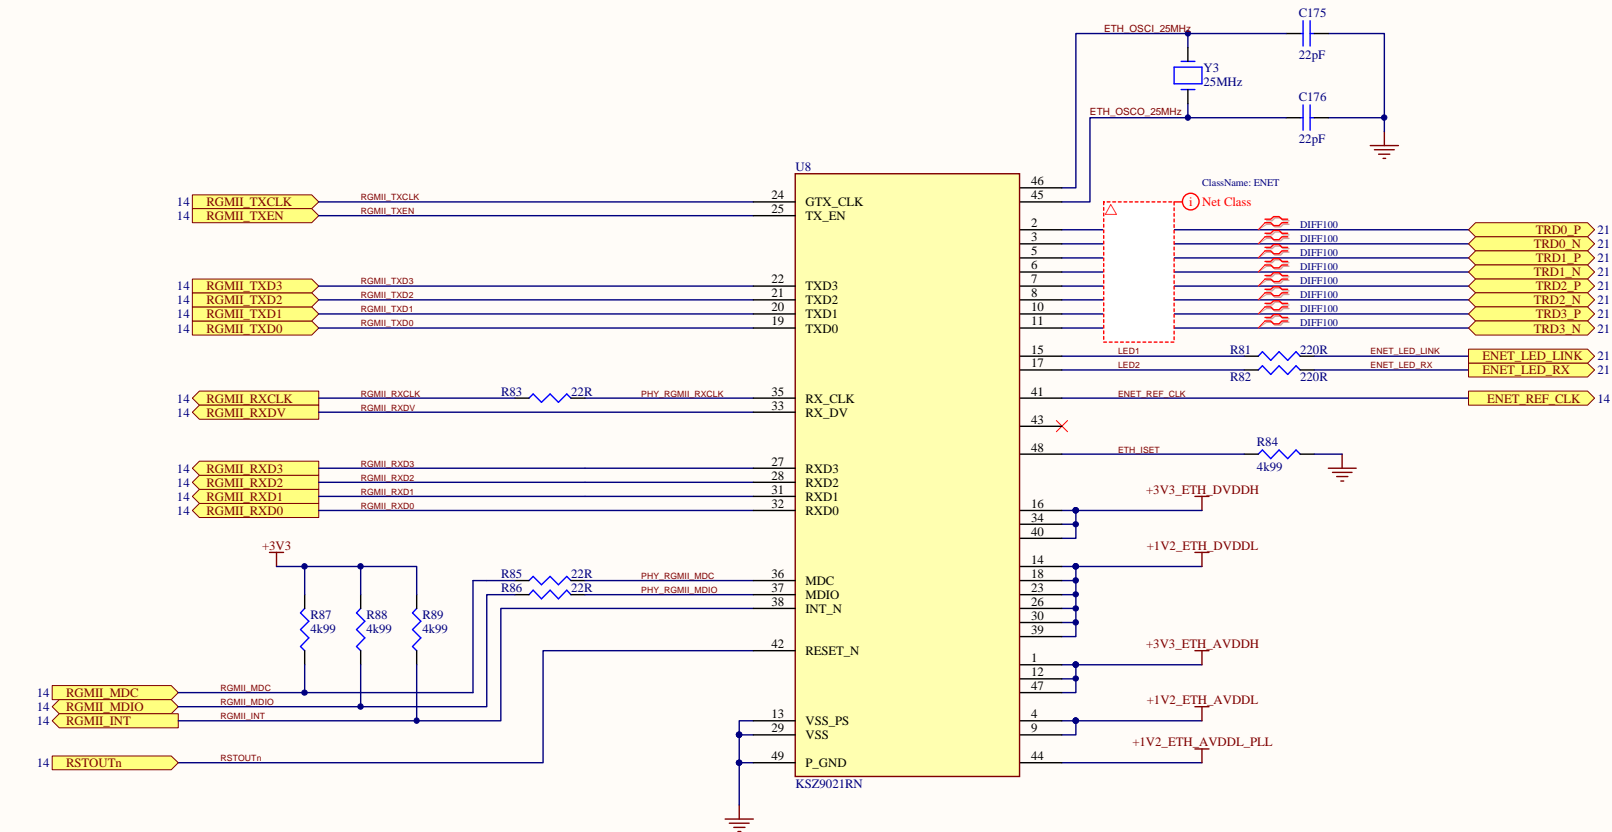 C175
ETH_OSCI_25MHz
22pF
Y3
25MHz
C176
ETH_OSCO_25MHz
22pF
U8
46
45
ClassName: ENET
i Net Class
14 RGMII_TXCLK RGMII_TXCLK 24 GTX_CLK
14 RGMII_TXEN RGMII_TXEN 25 TX_EN
2 DIFF100 TRD0_P 21
3 DIFF100 TRD0_N 21
5 DIFF100 TRD1_P 21
6 DIFF100 TRD1_N 21
14 RGMII_TXD3 RGMII_TXD3 22 TXD3 7 DIFF100 TRD2_P 21
14 RGMII_TXD2 RGMII_TXD2 21 TXD2 8 DIFF100 TRD2_N 21
14 RGMII_TXD1 RGMII_TXD1 20 TXD1 10 DIFF100 TRD3_P 21
14 RGMII_TXD0 RGMII_TXD0 19 TXD0 11 DIFF100 TRD3_N 21
15 LED1 R81 220R ENET_LED_LINK ENET_LED_LINK 21
17 LED2 R82 220R ENET_LED_RX ENET_LED_RX 21
14 RGMII_RXCLK RGMII_RXCLK R83 22R PHY_RGMII_RXCLK 35 RX_CLK 41 ENET_REF_CLK ENET_REF_CLK 14
14 RGMII_RXDV RGMII_RXDV 33 RX_DV
43
48 ETH_ISET R84
4k99
14 RGMII_RXD3 RGMII_RXD3 27 RXD3
14 RGMII_RXD2 RGMII_RXD2 28 RXD2
14 RGMII_RXD1 RGMII_RXD1 31 RXD1
14 RGMII_RXD0 RGMII_RXD0 32 RXD0
+3V3_ETH_DVDDH
16
34
40
+3V3
+1V2_ETH_DVDDL
14
18
23
26
30
39
R85 22R PHY_RGMII_MDC 36 MDC
R86 22R PHY_RGMII_MDIO 37 MDIO
38 INT_N
R87
4k99
R88
4k99
R89
4k99
42 RESET_N
+3V3_ETH_AVDDH
1
12
47
14 RGMII_MDC RGMII_MDC
14 RGMII_MDIO RGMII_MDIO
14 RGMII_INT RGMII_INT
+1V2_ETH_AVDDL
13 VSS_PS 4
29 VSS 9
+1V2_ETH_AVDDL_PLL
14 RSTOUTn RSTOUTn 49 P_GND 44
KSZ9021RN